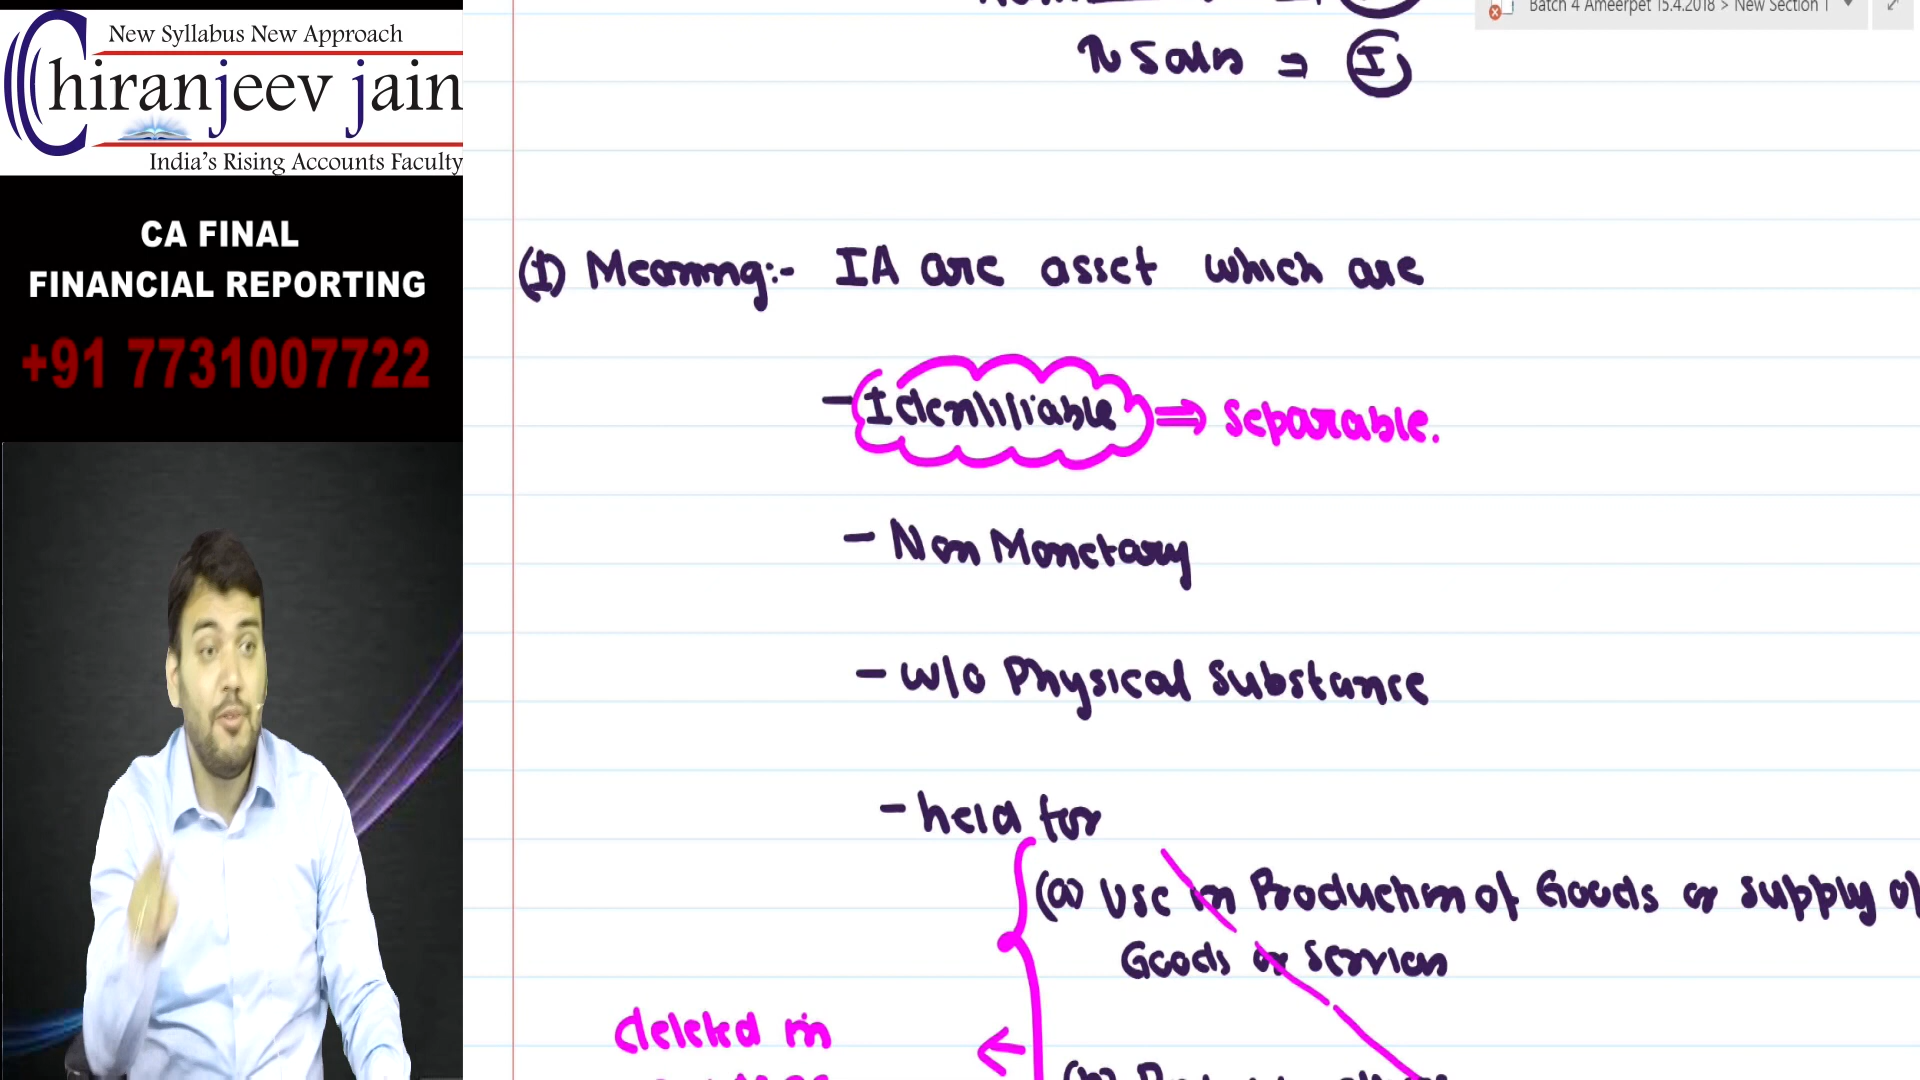 New Syllabus New Approach
Chiranjeev jain
India's Rising Accounts Faculty
CA FINAL
FINANCIAL REPORTING
+91 7731007722
Batch 4 Ameerpet 15.4.2018 > New Section 1
= I
(I) Meaning:- IA are asset which are
- Identifiable ⇒ Separable.
- Non Monetary
- w/o Physical Substance
- held for
(a) Use in Production of Goods or supply of
Goods or Services
deleted in